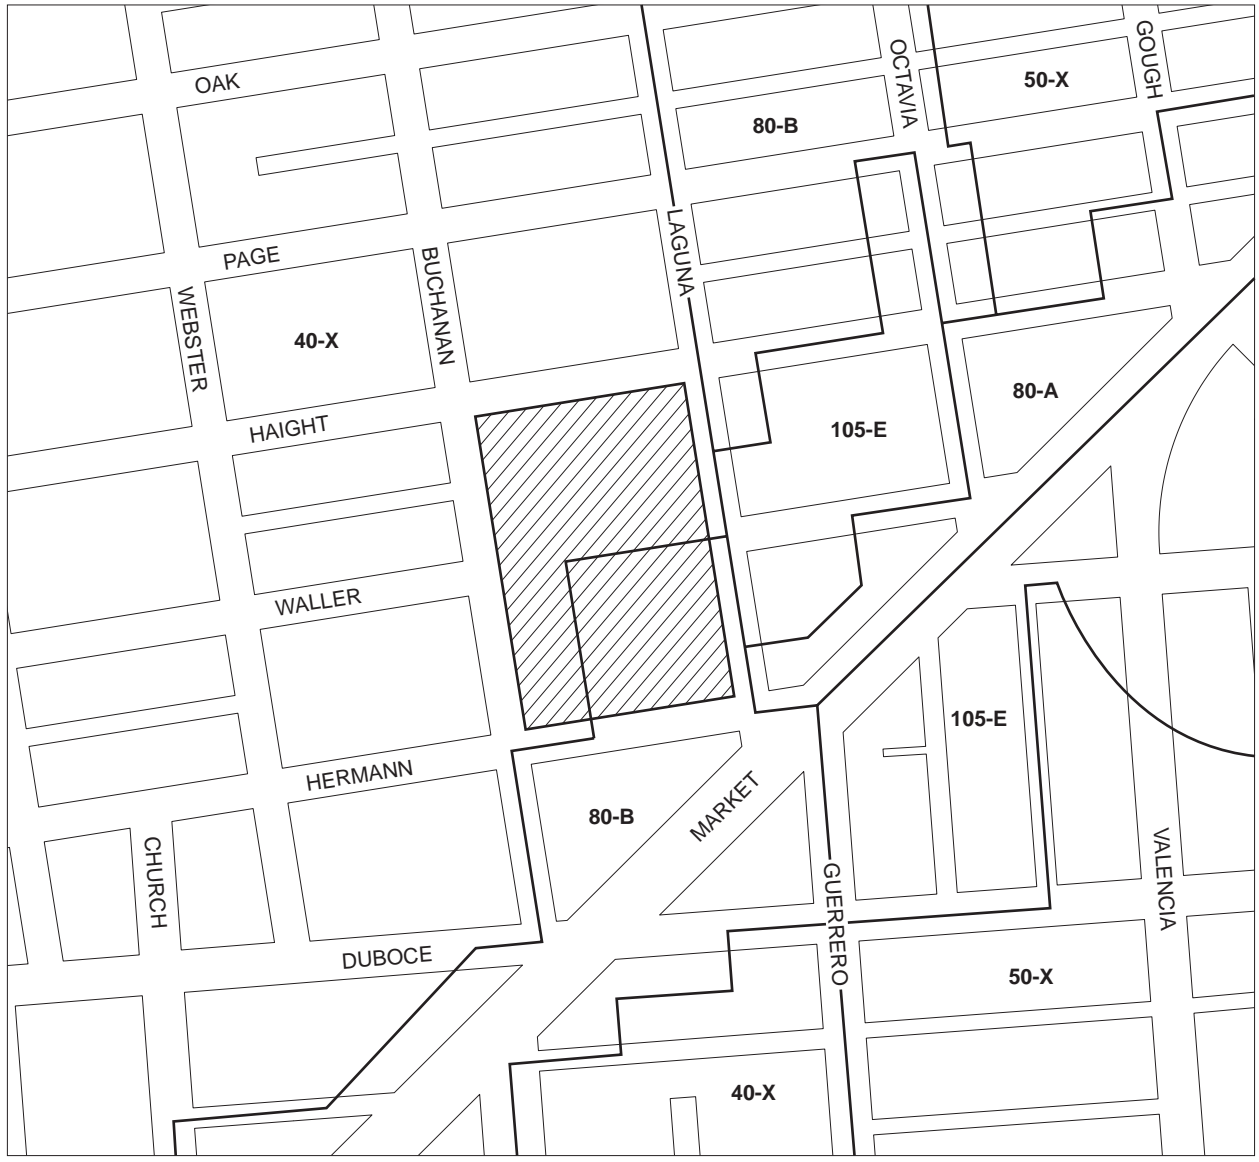 OAK
OCTAVIA
GOUGH
50-X
80-B
PAGE
WEBSTER
BUCHANAN
LAGUNA
40-X
80-A
HAIGHT
105-E
WALLER
HERMANN
105-E
80-B
MARKET
CHURCH
GUERRERO
VALENCIA
DUBOCE
50-X
40-X